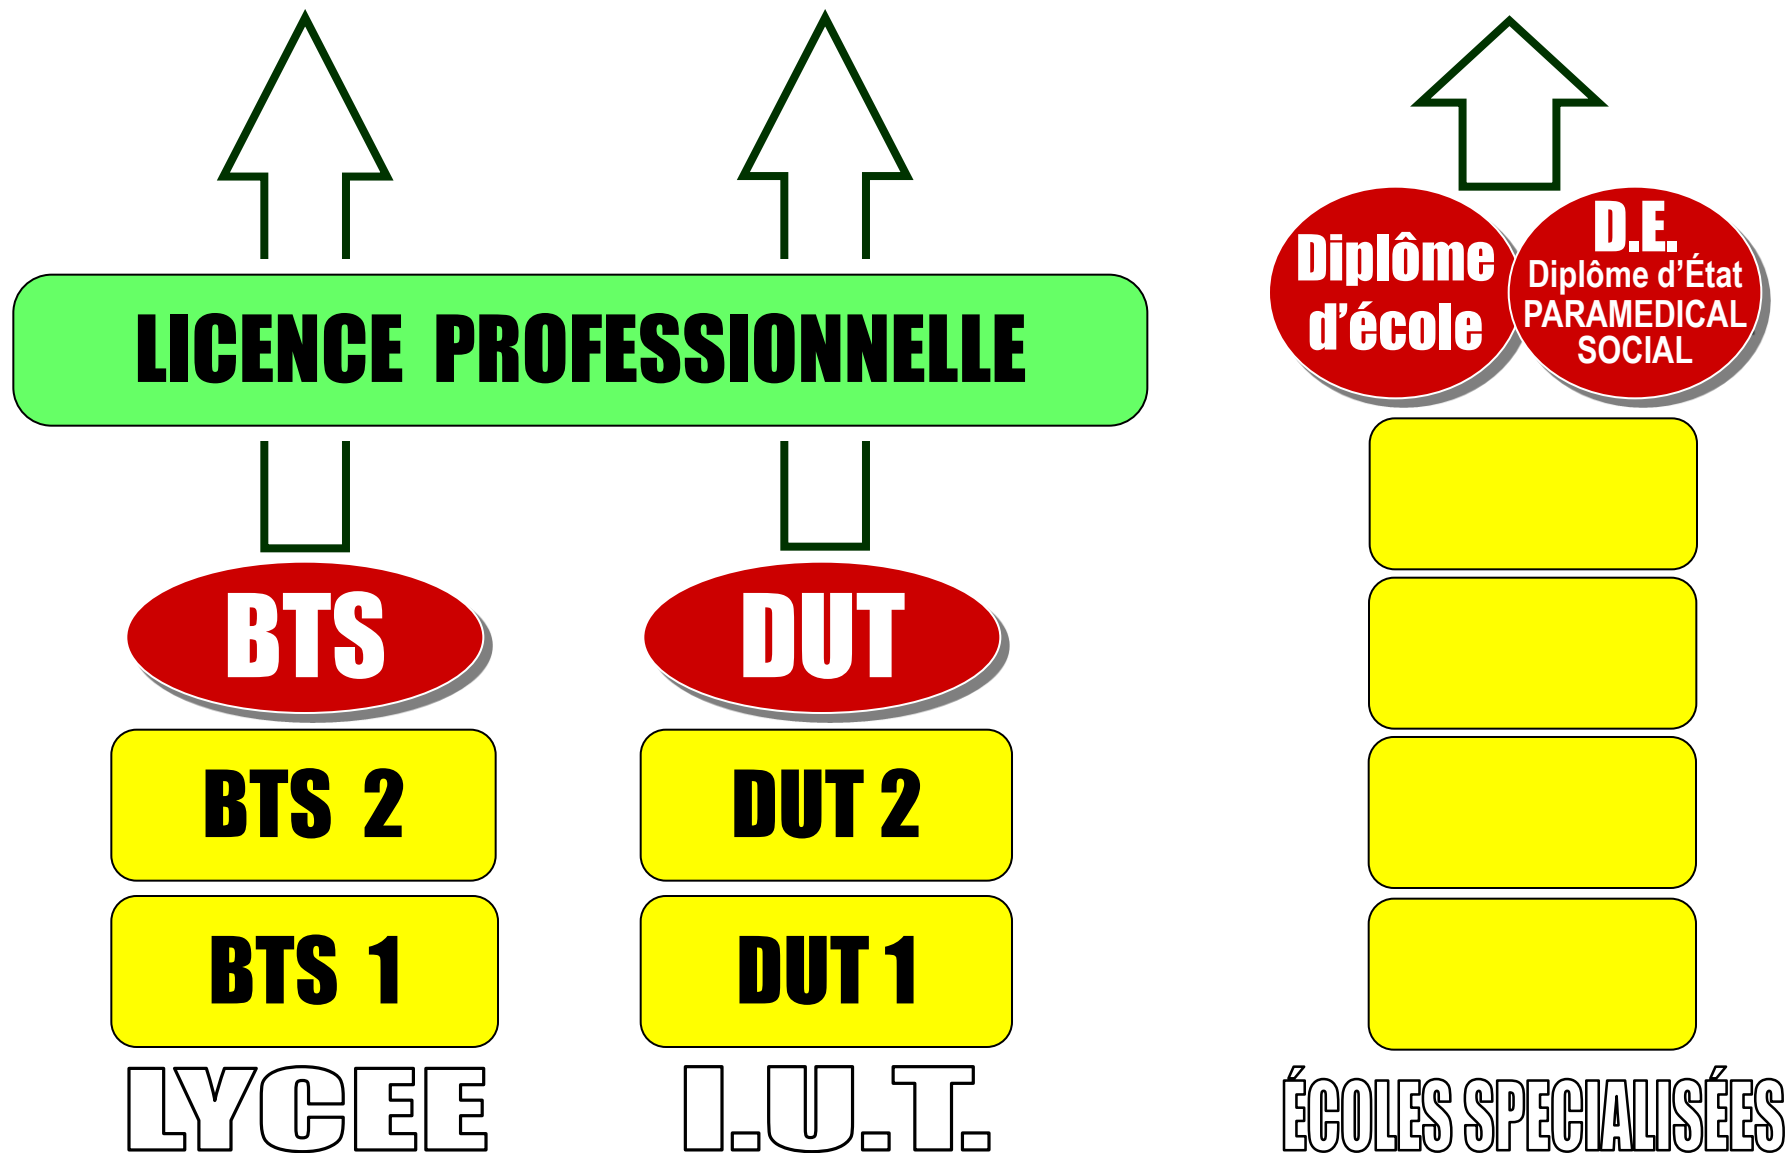 LICENCE PROFESSIONNELLE
BTS
BTS 2
BTS 1
LYCEE
DUT
DUT 2
DUT 1
I.U.T.
Diplôme
d’école
D.E.
Diplôme d’État
PARAMEDICAL
SOCIAL
ÉCOLES SPECIALISÉES